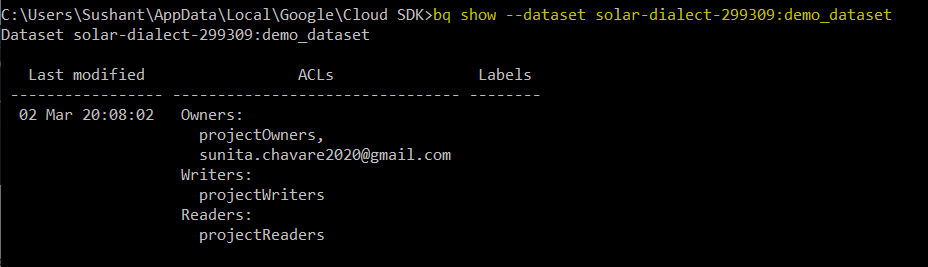 C:\Users\Sushant\AppData\Local\Google\Cloud SDK>bq show --dataset solar-dialect-299309:demo_dataset
Dataset solar-dialect-299309:demo_dataset
Last modified ACLs Labels
----------------- -------------------------------- --------
02 Mar 20:08:02 Owners:
projectOwners,
sunita.chavare2020@gmail.com
Writers:
projectWriters
Readers:
projectReaders